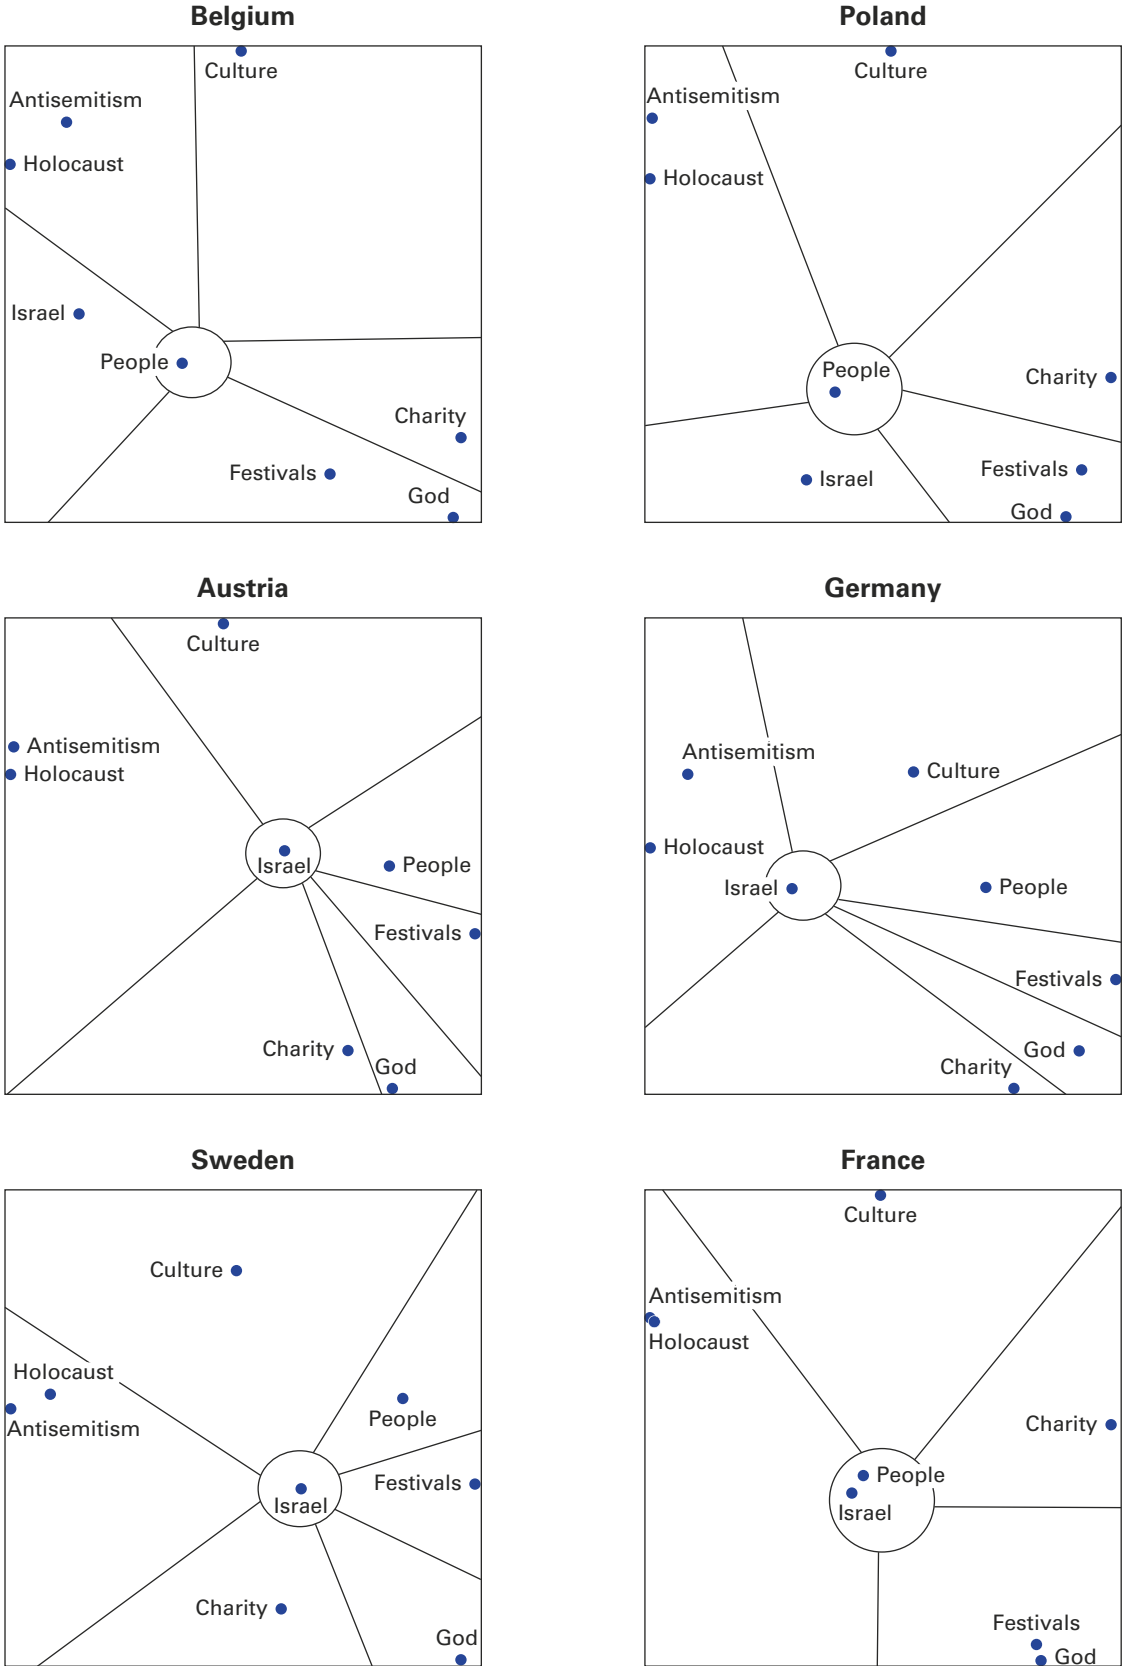 Belgium
Culture
Antisemitism
Holocaust
Israel
People
Charity
Festivals
God
Poland
Culture
Antisemitism
Holocaust
People
Charity
Festivals
Israel
God
Austria
Culture
Antisemitism
Holocaust
Israel
People
Festivals
Charity
God
Germany
Antisemitism
Culture
Holocaust
Israel
People
Festivals
God
Charity
Sweden
Culture
Holocaust
Antisemitism
People
Festivals
Israel
Charity
God
France
Culture
Antisemitism
Holocaust
Charity
People
Israel
Festivals
God